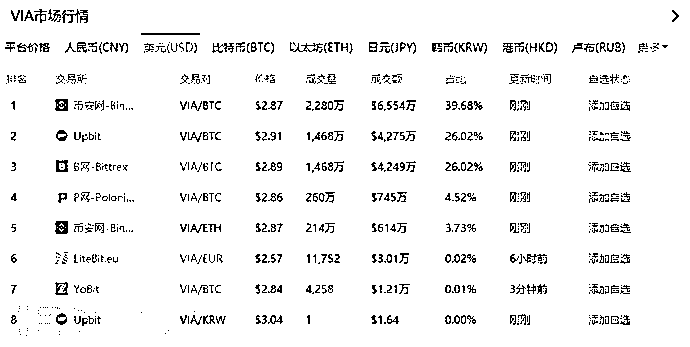 VIA市场行情
平台价格 人民币(CNY) 美元(USD) 比特币(BTC) 以太坊(ETH) 日元(JPY) 韩币(KRW) 港币(HKD) 卢布(RUB) 更多
排名 交易所 交易对 价格 成交量 成交额 占比 更新时间 自选状态
1 币安网-Bin... VIA/BTC $2.87 2,280万 $6,554万 39.68% 刚刚 添加自选
2 Upbit VIA/BTC $2.91 1,468万 $4,275万 26.02% 刚刚 添加自选
3 B网-Bittrex VIA/BTC $2.89 1,468万 $4,249万 26.02% 刚刚 添加自选
4 P网-Poloni... VIA/BTC $2.86 260万 $745万 4.52% 刚刚 添加自选
5 币安网-Bin... VIA/ETH $2.87 214万 $614万 3.73% 刚刚 添加自选
6 LiteBit.eu VIA/EUR $2.57 11,752 $3.01万 0.02% 6小时前 添加自选
7 YoBit VIA/BTC $2.84 4,258 $1.21万 0.01% 3分钟前 添加自选
8 Upbit VIA/KRW $3.04 1 $1.64 0.00% 刚刚 添加自选